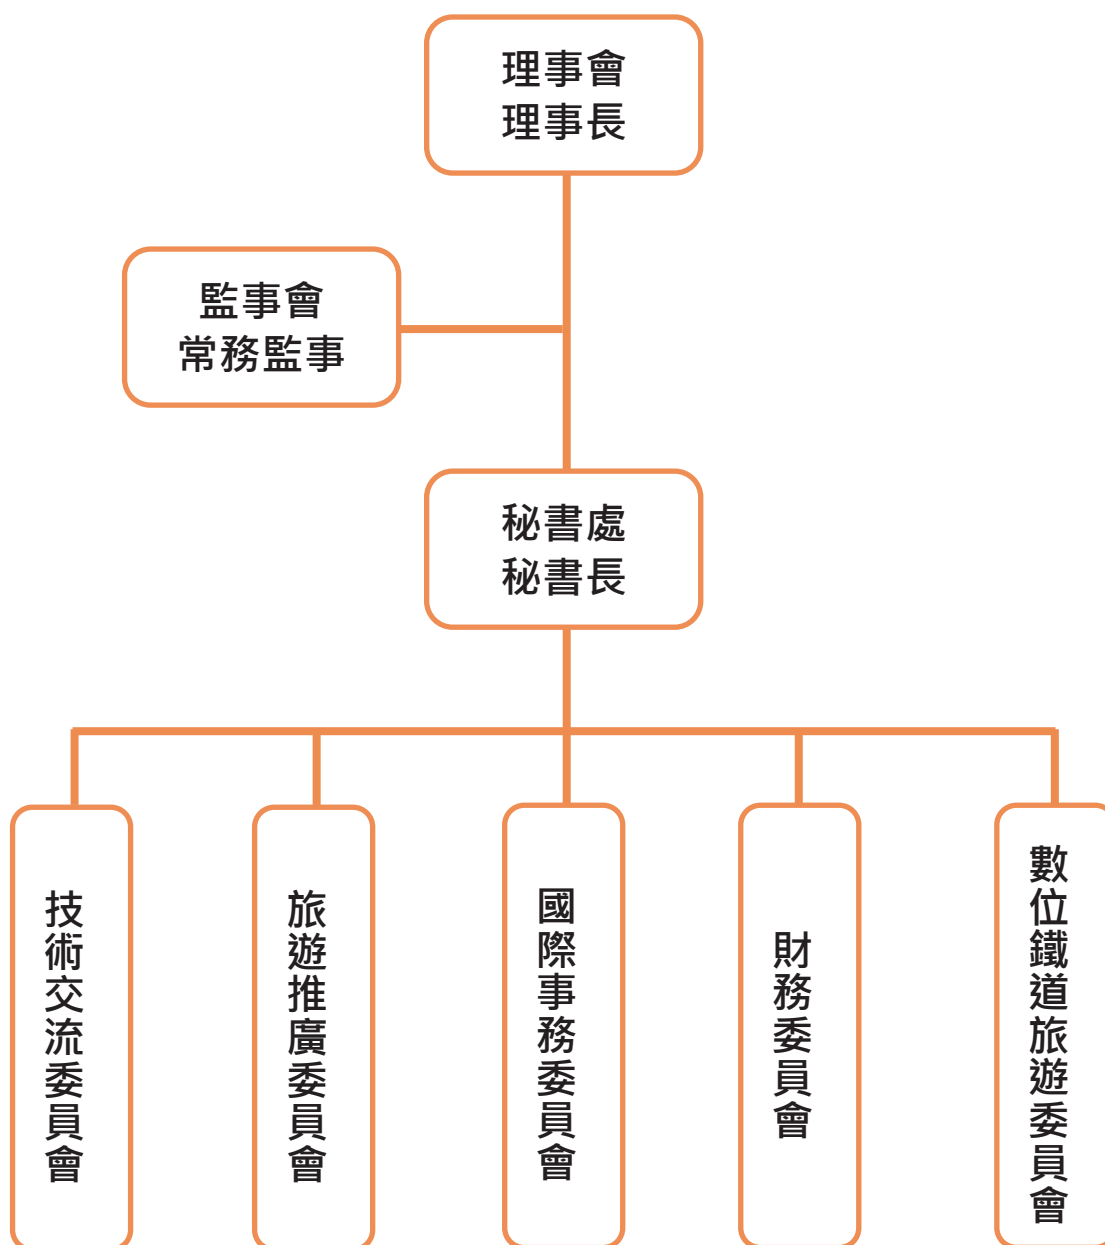 理事會
理事長
監事會
常務監事
秘書處
秘書長
技術交流委員會
旅遊推廣委員會
國際事務委員會
財務委員會
數位鐵道旅遊委員會